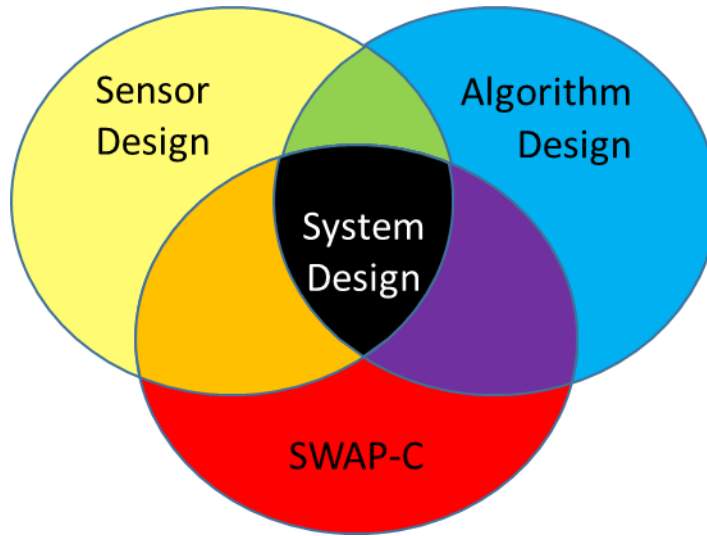 Sensor
Design
Algorithm
Design
System
Design
SWAP-C